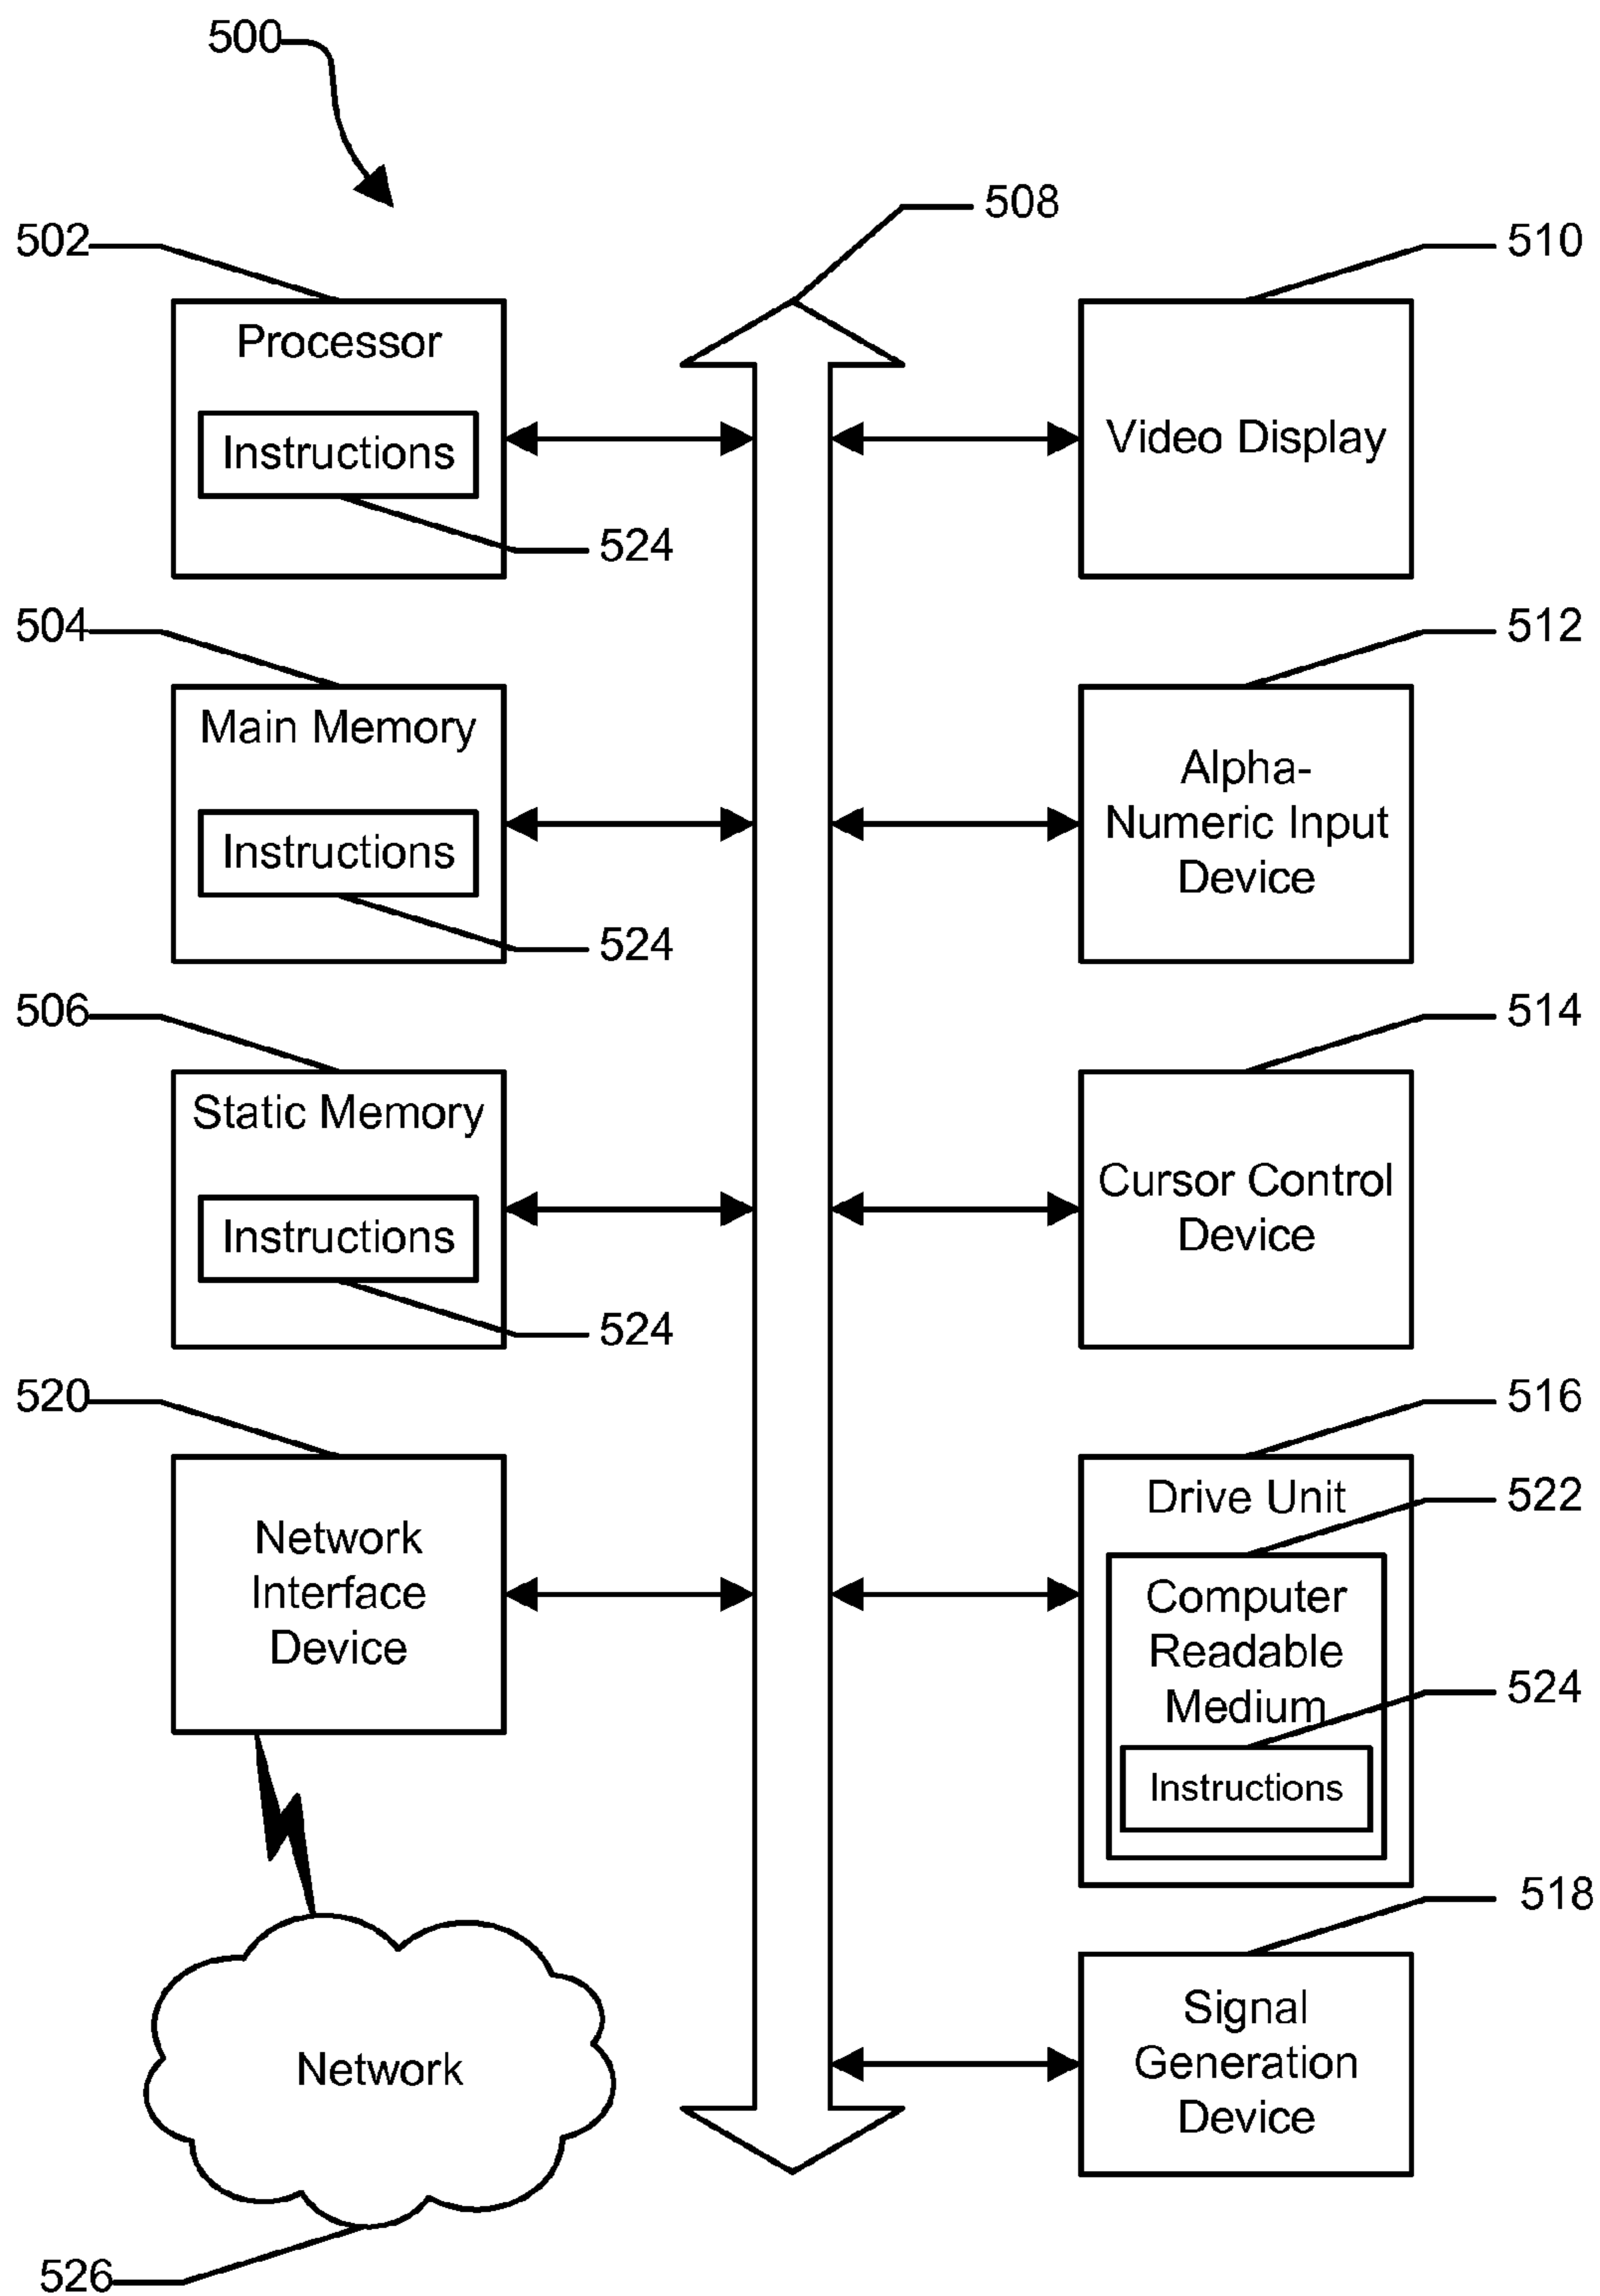 500
508
502
510
Processor
Instructions
524
Video Display
504
512
Main Memory
Instructions
524
Alpha-
Numeric Input
Device
506
514
Static Memory
Instructions
524
Cursor Control
Device
520
516
Network
Interface
Device
Drive Unit
522
Computer
Readable
Medium
524
Instructions
518
Network
Signal
Generation
Device
526